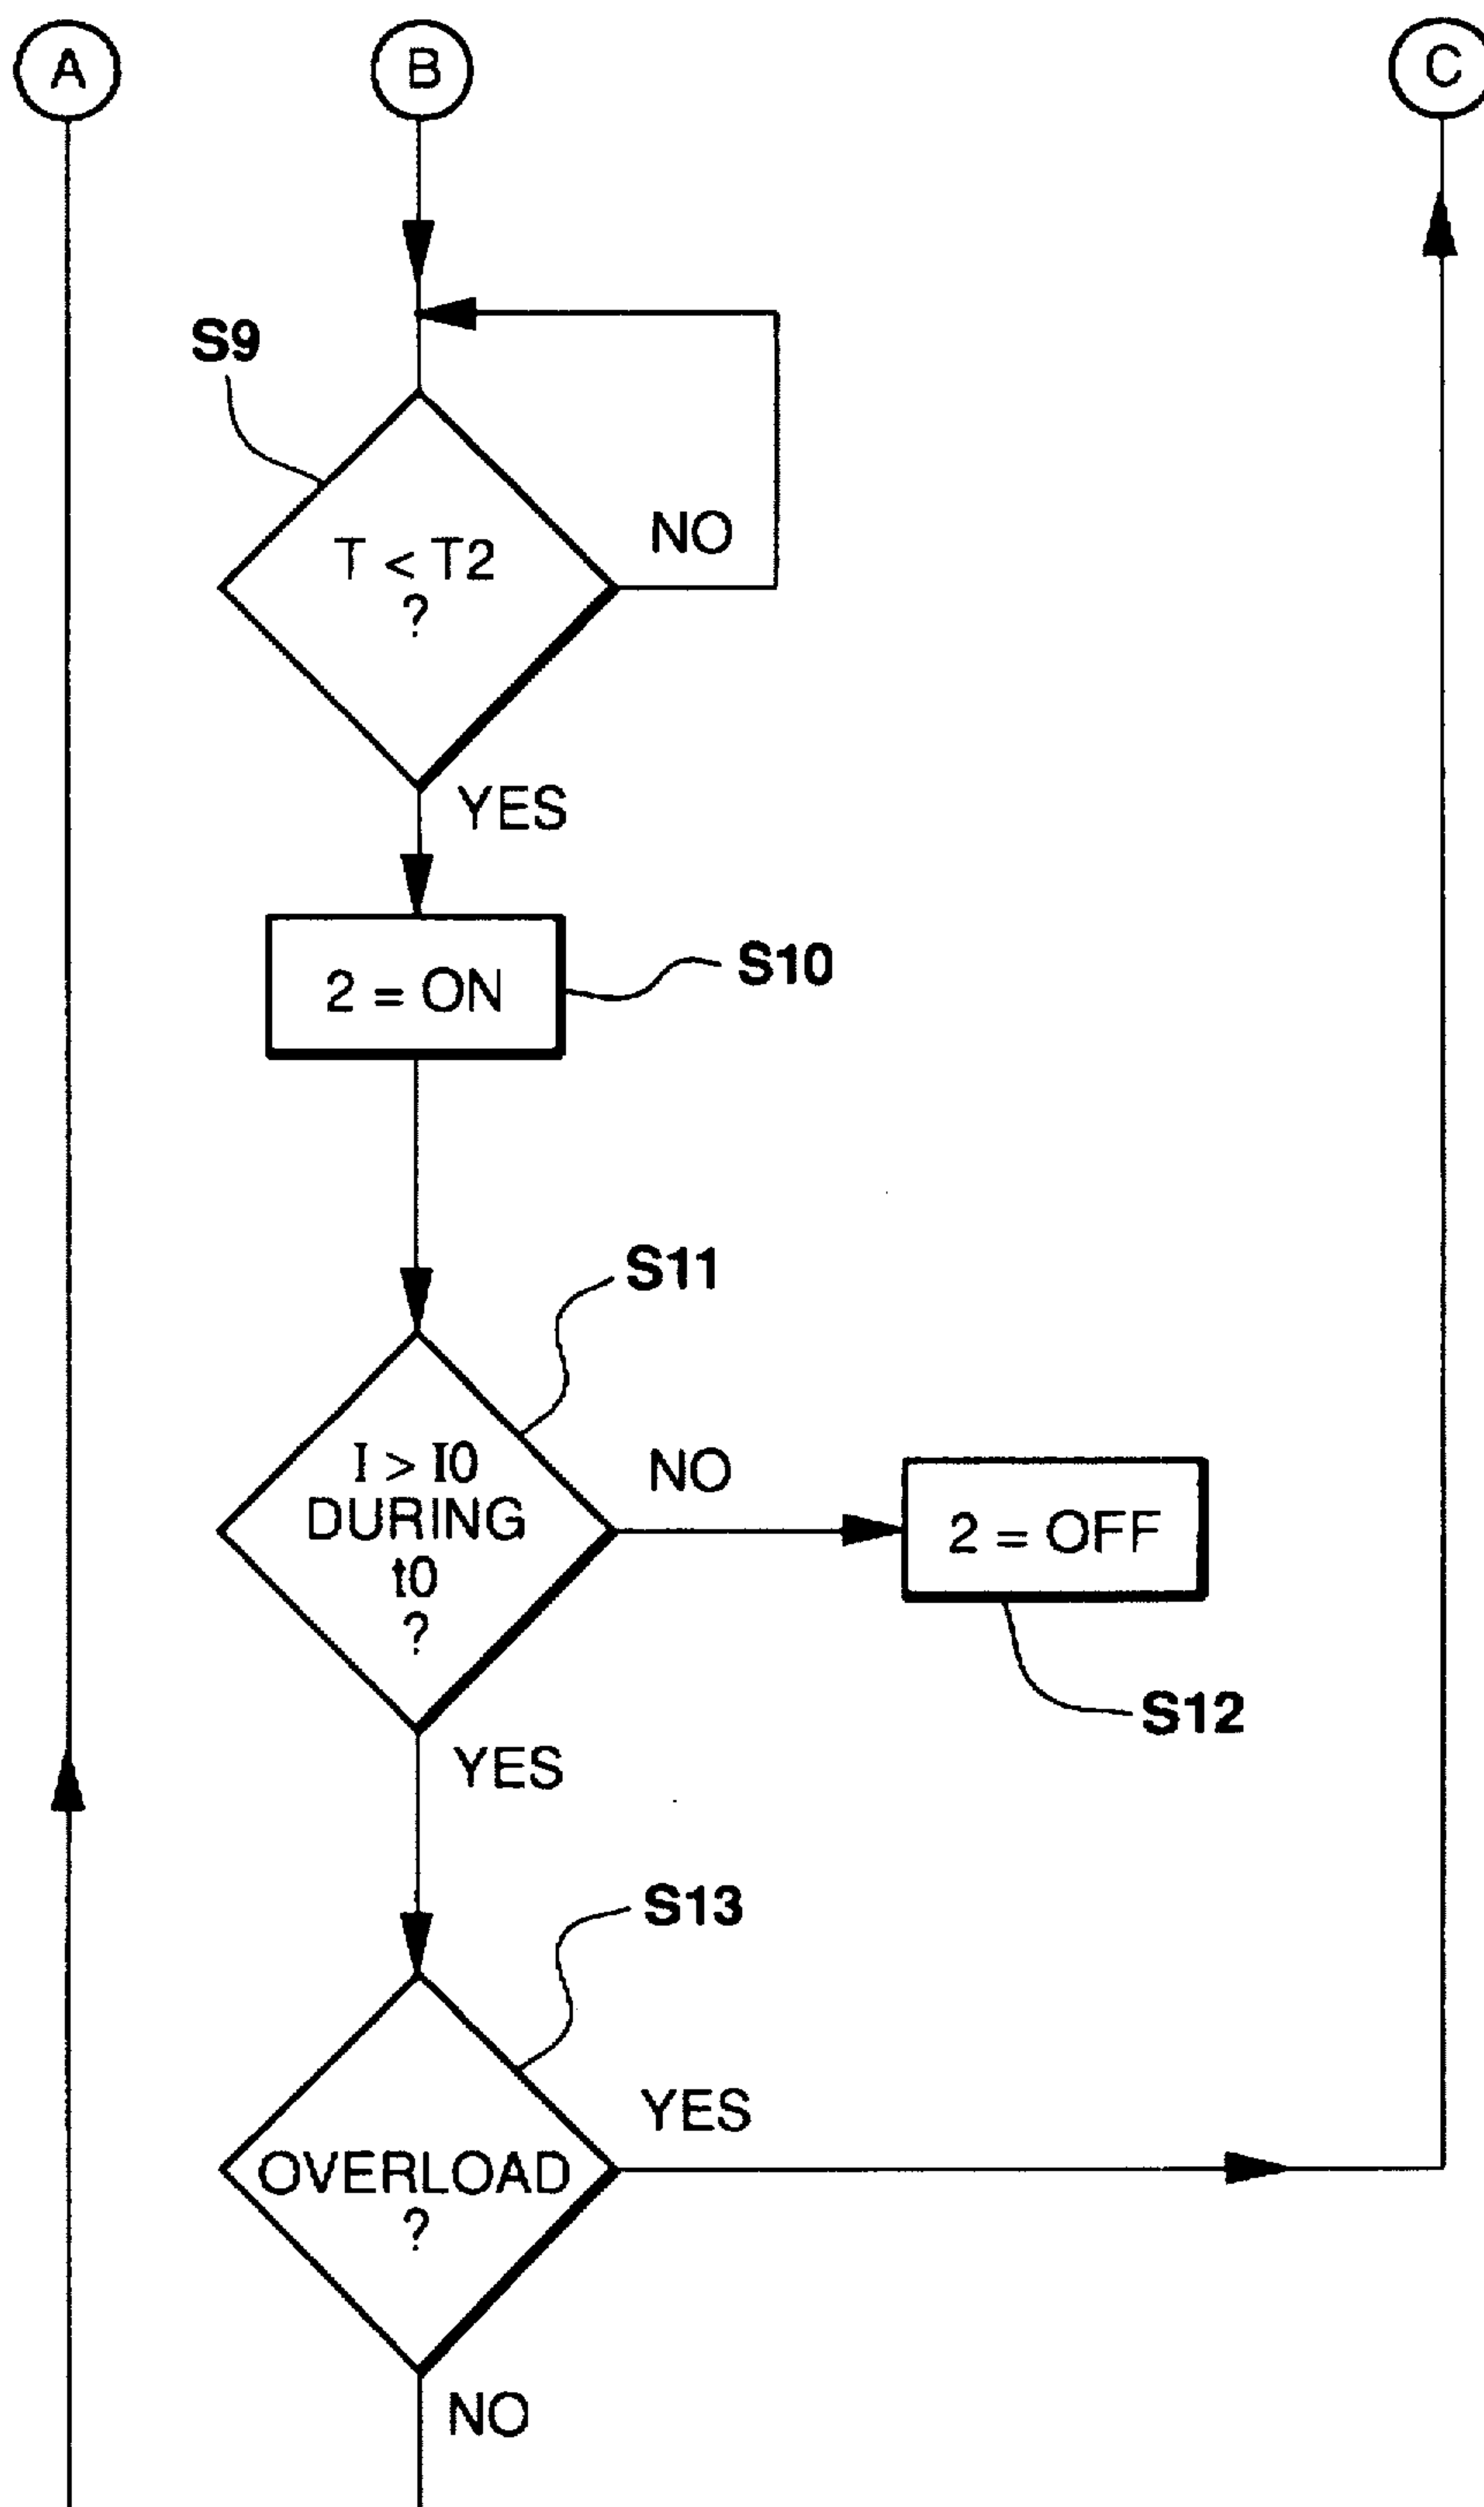 A
B
C
S9
T < T2
?
NO
YES
2 = ON
S10
S11
I > I0
DURING
t0
?
NO
2 = OFF
S12
YES
S13
OVERLOAD
?
YES
NO